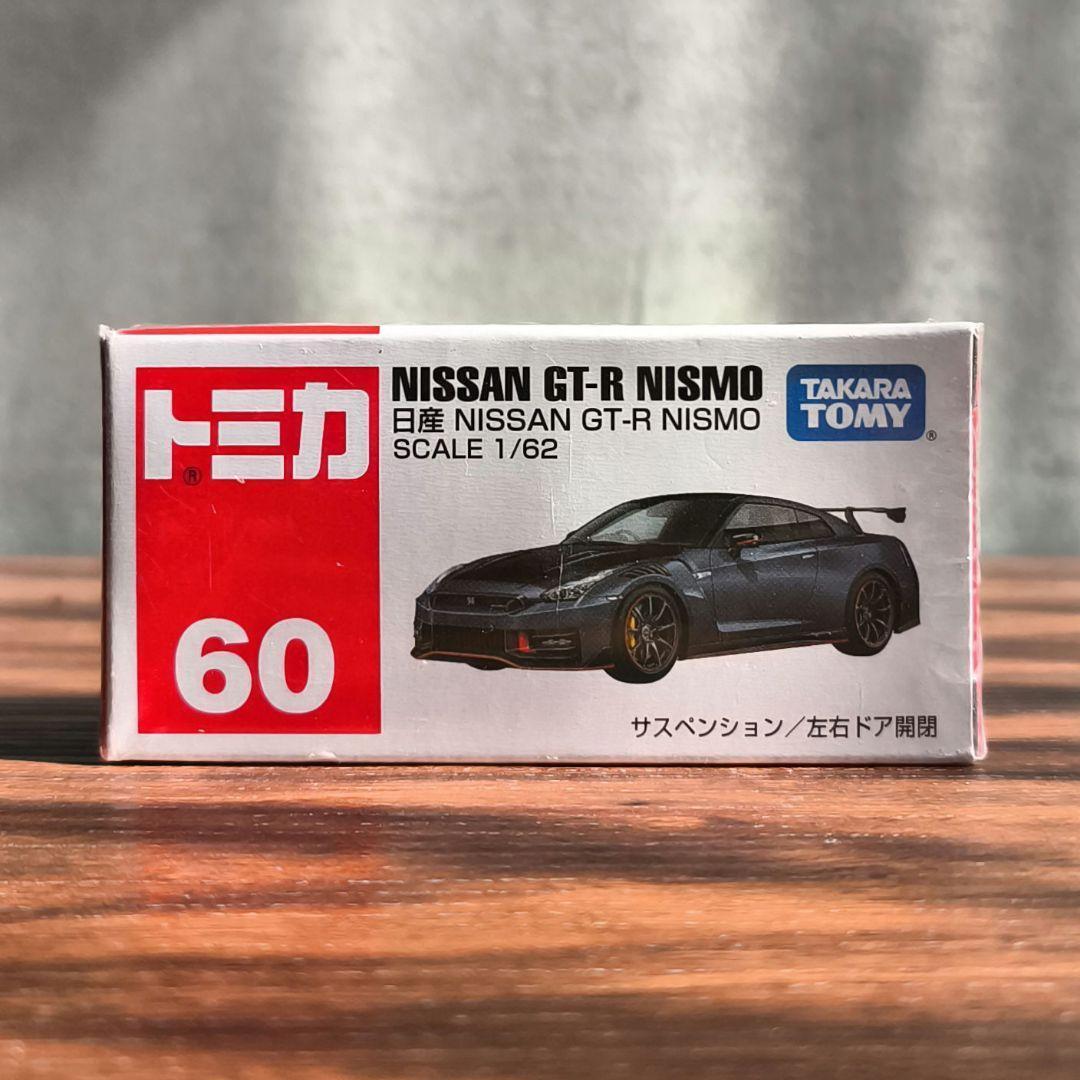 トミカ
®
60
NISSAN GT-R NISMO
日産 NISSAN GT-R NISMO
SCALE 1/62
TAKARA
TOMY
®
サスペンション/左右ドア開閉